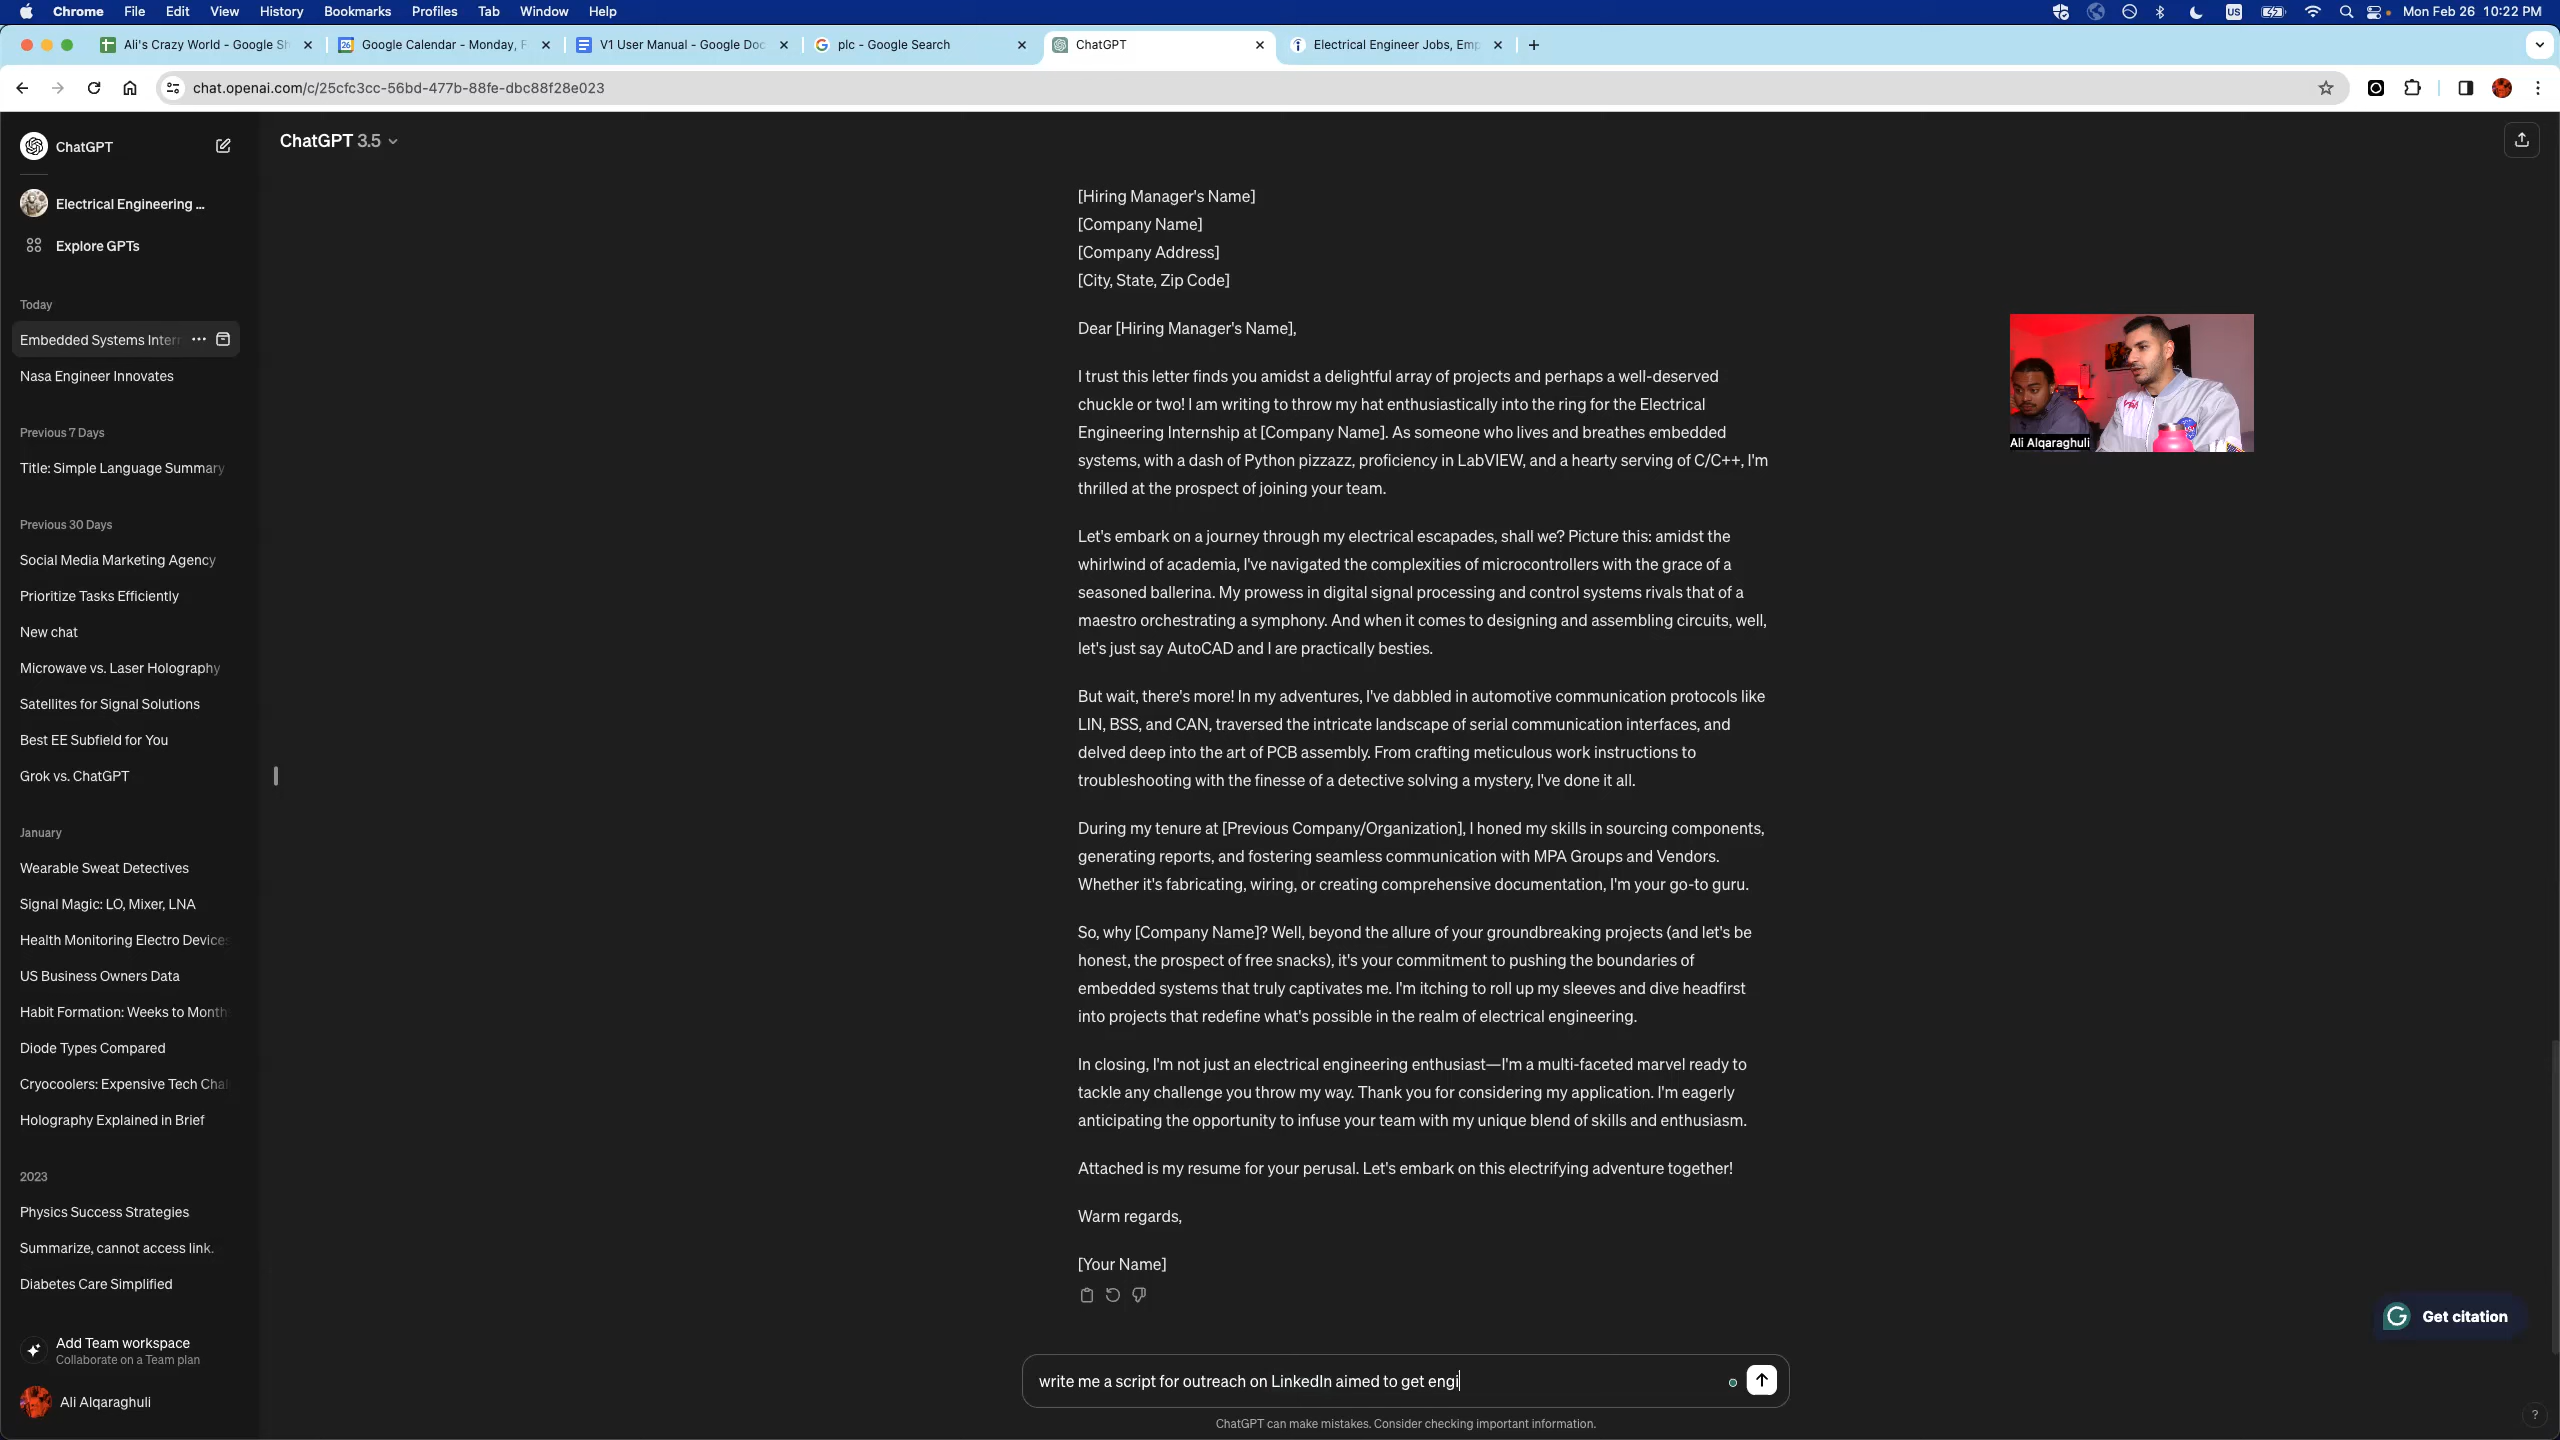 Chrome File Edit View History Bookmarks Profiles Tab Window Help
US
Mon Feb 26 10:22 PM
Ali's Crazy World - Google Sh
26
Google Calendar - Monday, F
V1 User Manual - Google Doc
plc - Google Search
ChatGPT
Electrical Engineer Jobs, Emp
chat.openai.com/c/25cfc3cc-56bd-477b-88fe-dbc88f28e023
ChatGPT
Electrical Engineering ...
Explore GPTs
Today
Embedded Systems Intern
Nasa Engineer Innovates
Previous 7 Days
Title: Simple Language Summary
Previous 30 Days
Social Media Marketing Agency
Prioritize Tasks Efficiently
New chat
Microwave vs. Laser Holography
Satellites for Signal Solutions
Best EE Subfield for You
Grok vs. ChatGPT
January
Wearable Sweat Detectives
Signal Magic: LO, Mixer, LNA
Health Monitoring Electro Devices
US Business Owners Data
Habit Formation: Weeks to Month
Diode Types Compared
Cryocoolers: Expensive Tech Chal
Holography Explained in Brief
2023
Physics Success Strategies
Summarize, cannot access link.
Diabetes Care Simplified
Add Team workspace
Collaborate on a Team plan
Ali Alqaraghuli
ChatGPT 3.5
[Hiring Manager's Name]
[Company Name]
[Company Address]
[City, State, Zip Code]
Dear [Hiring Manager's Name],
I trust this letter finds you amidst a delightful array of projects and perhaps a well-deserved
chuckle or two! I am writing to throw my hat enthusiastically into the ring for the Electrical
Engineering Internship at [Company Name]. As someone who lives and breathes embedded
systems, with a dash of Python pizzazz, proficiency in LabVIEW, and a hearty serving of C/C++, I'm
thrilled at the prospect of joining your team.
Let's embark on a journey through my electrical escapades, shall we? Picture this: amidst the
whirlwind of academia, I've navigated the complexities of microcontrollers with the grace of a
seasoned ballerina. My prowess in digital signal processing and control systems rivals that of a
maestro orchestrating a symphony. And when it comes to designing and assembling circuits, well,
let's just say AutoCAD and I are practically besties.
But wait, there's more! In my adventures, I've dabbled in automotive communication protocols like
LIN, BSS, and CAN, traversed the intricate landscape of serial communication interfaces, and
delved deep into the art of PCB assembly. From crafting meticulous work instructions to
troubleshooting with the finesse of a detective solving a mystery, I've done it all.
During my tenure at [Previous Company/Organization], I honed my skills in sourcing components,
generating reports, and fostering seamless communication with MPA Groups and Vendors.
Whether it's fabricating, wiring, or creating comprehensive documentation, I'm your go-to guru.
So, why [Company Name]? Well, beyond the allure of your groundbreaking projects (and let's be
honest, the prospect of free snacks), it's your commitment to pushing the boundaries of
embedded systems that truly captivates me. I'm itching to roll up my sleeves and dive headfirst
into projects that redefine what's possible in the realm of electrical engineering.
In closing, I'm not just an electrical engineering enthusiast—I'm a multi-faceted marvel ready to
tackle any challenge you throw my way. Thank you for considering my application. I'm eagerly
anticipating the opportunity to infuse your team with my unique blend of skills and enthusiasm.
Attached is my resume for your perusal. Let's embark on this electrifying adventure together!
Warm regards,
[Your Name]
Ali Alqaraghuli
Get citation
write me a script for outreach on LinkedIn aimed to get engi
ChatGPT can make mistakes. Consider checking important information.
?